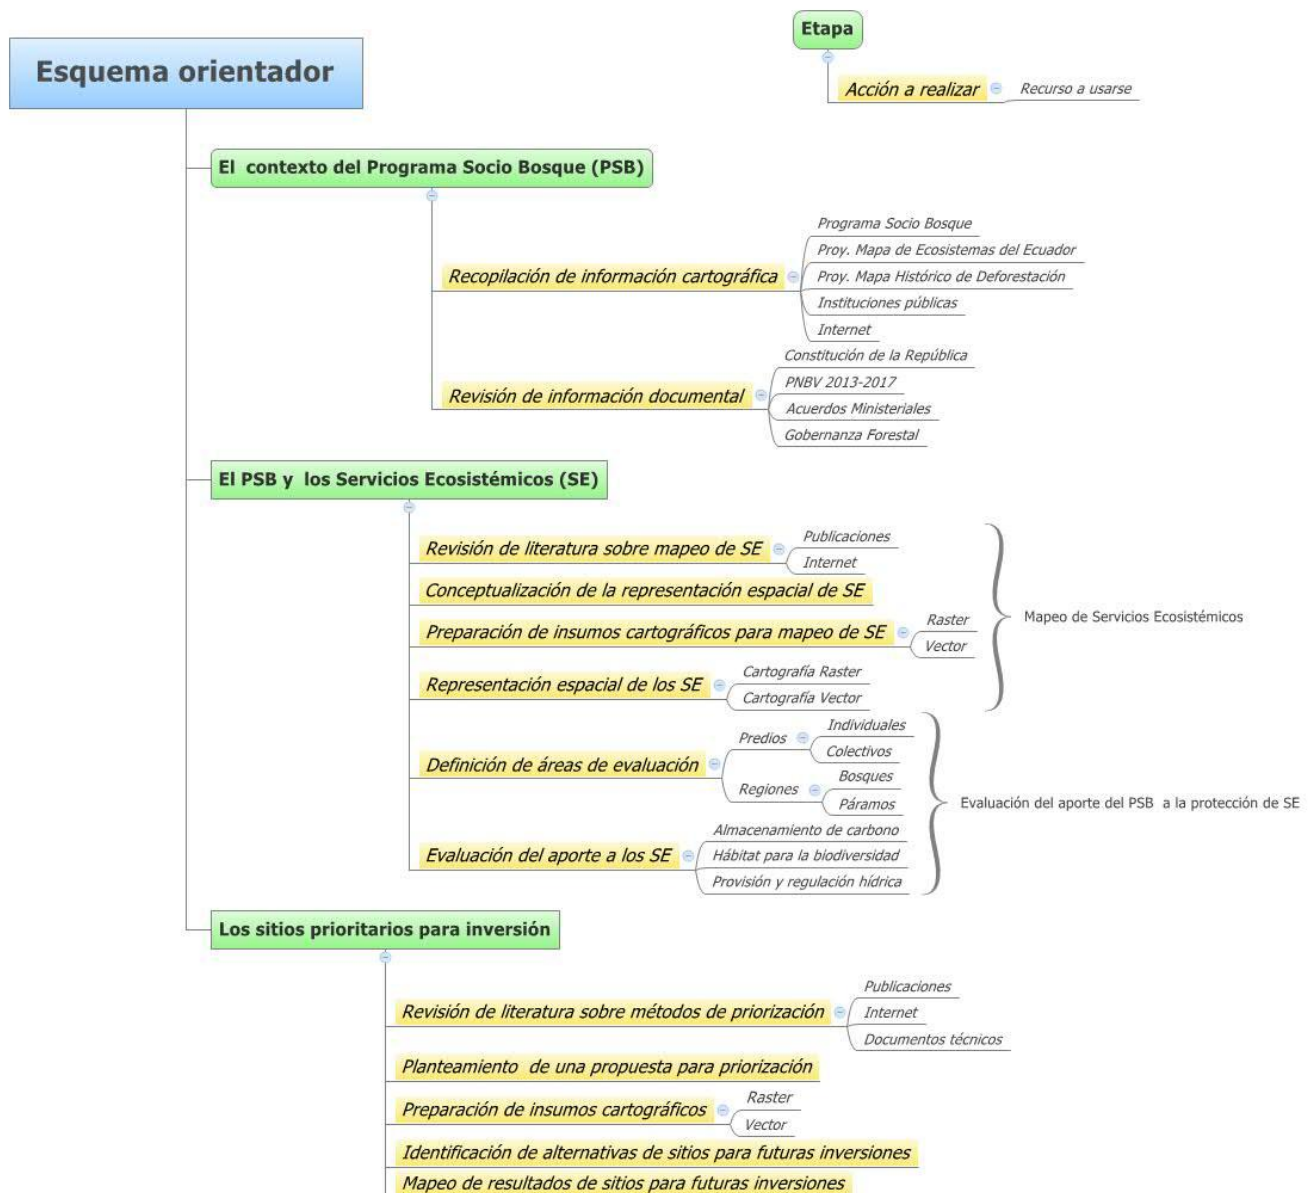 Esquema orientador
Etapa
Acción a realizar
Recurso a usarse
El contexto del Programa Socio Bosque (PSB)
Recopilación de información cartográfica
Programa Socio Bosque
Proy. Mapa de Ecosistemas del Ecuador
Proy. Mapa Histórico de Deforestación
Instituciones públicas
Internet
Revisión de información documental
Constitución de la República
PNBV 2013-2017
Acuerdos Ministeriales
Gobernanza Forestal
El PSB y los Servicios Ecosistémicos (SE)
Revisión de literatura sobre mapeo de SE
Publicaciones
Internet
Conceptualización de la representación espacial de SE
Preparación de insumos cartográficos para mapeo de SE
Raster
Vector
Representación espacial de los SE
Cartografía Raster
Cartografía Vector
Mapeo de Servicios Ecosistémicos
Definición de áreas de evaluación
Predios
Individuales
Colectivos
Regiones
Bosques
Páramos
Evaluación del aporte a los SE
Almacenamiento de carbono
Hábitat para la biodiversidad
Provisión y regulación hídrica
Evaluación del aporte del PSB a la protección de SE
Los sitios prioritarios para inversión
Revisión de literatura sobre métodos de priorización
Publicaciones
Internet
Documentos técnicos
Planteamiento de una propuesta para priorización
Preparación de insumos cartográficos
Raster
Vector
Identificación de alternativas de sitios para futuras inversiones
Mapeo de resultados de sitios para futuras inversiones